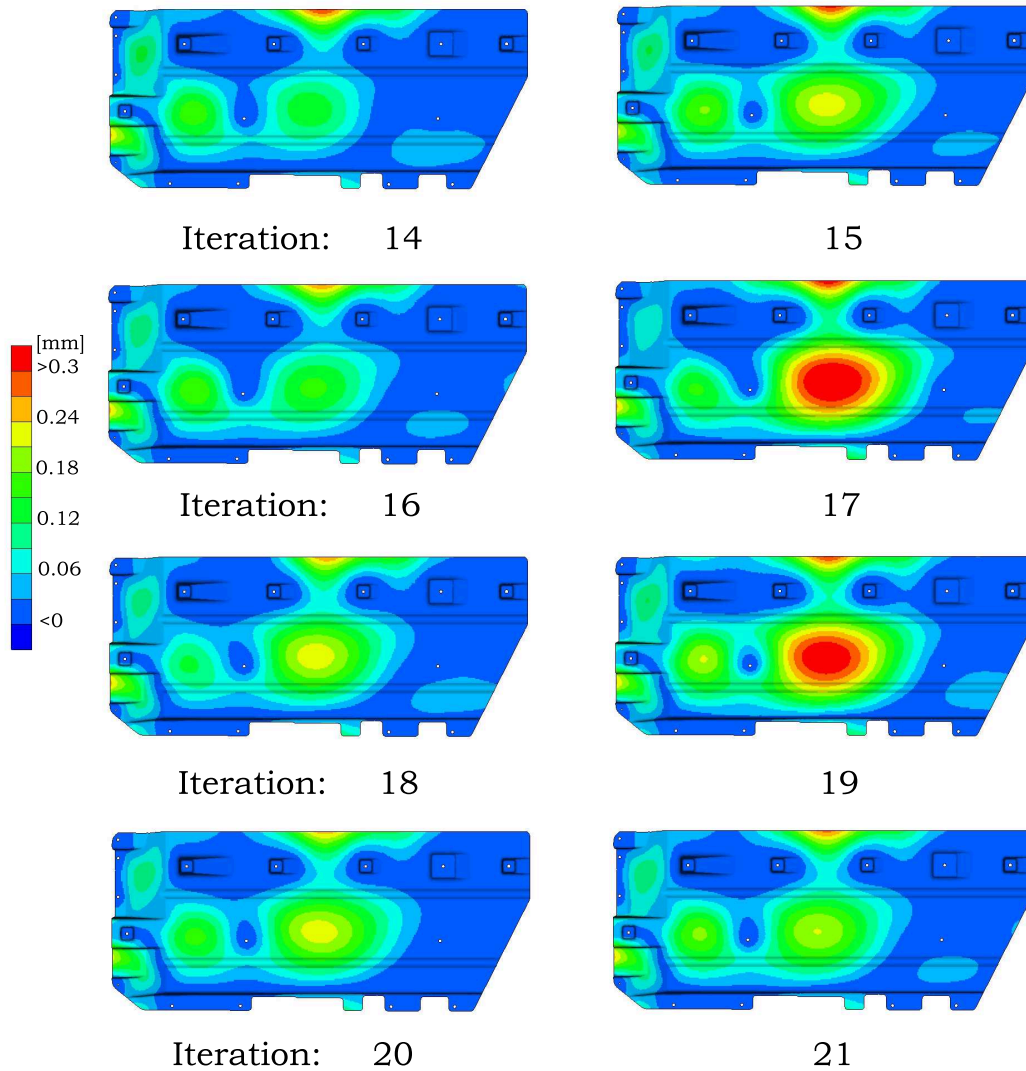 Iteration: 14 15
Iteration: 16 17
[mm]
>0.3
0.24
0.18
0.12
0.06
<0
Iteration: 18 19
Iteration: 20 21